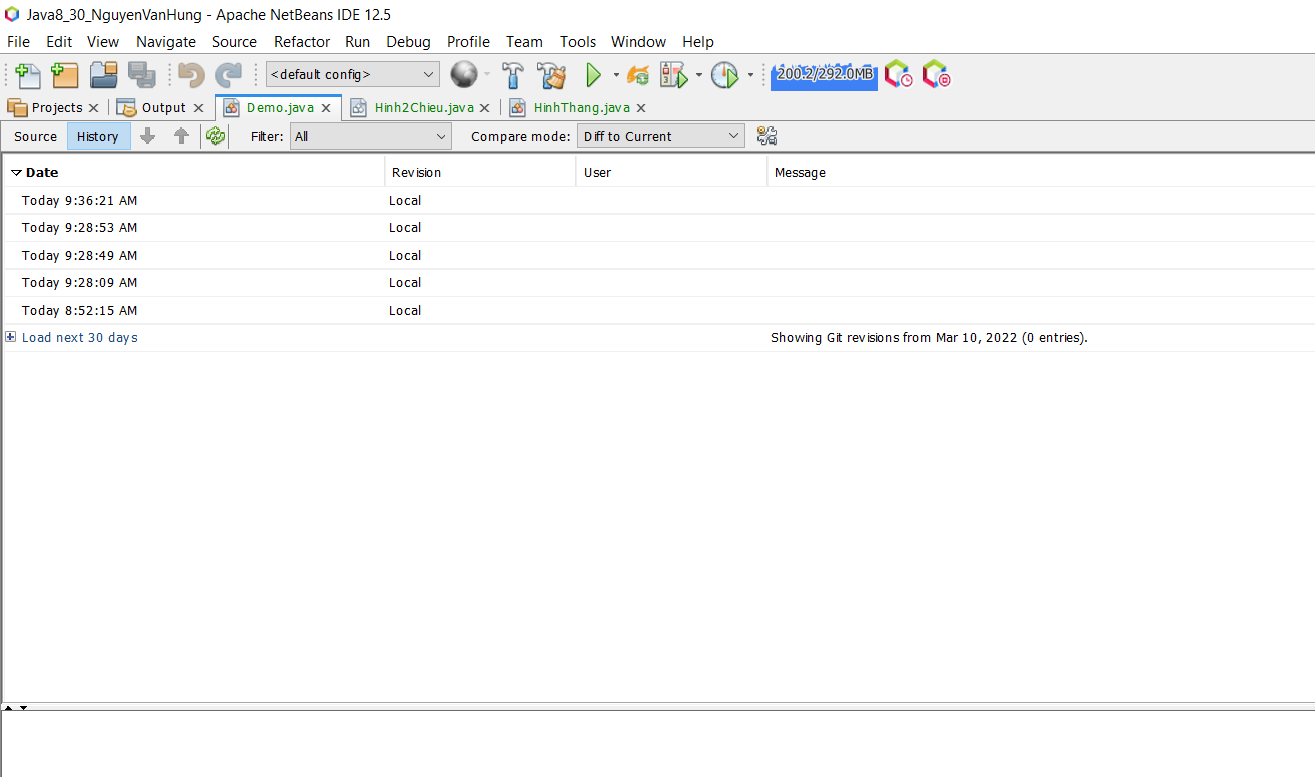 Java8_30_NguyenVanHung - Apache NetBeans IDE 12.5
File Edit View Navigate Source Refactor Run Debug Profile Team Tools Window Help
<default config> 200.2/292.0MB
Projects Output Demo.java Hinh2Chieu.java HinhThang.java
Source History Filter: All Compare mode: Diff to Current
Date Revision User Message
Today 9:36:21 AM Local
Today 9:28:53 AM Local
Today 9:28:49 AM Local
Today 9:28:09 AM Local
Today 8:52:15 AM Local
Load next 30 days Showing Git revisions from Mar 10, 2022 (0 entries).